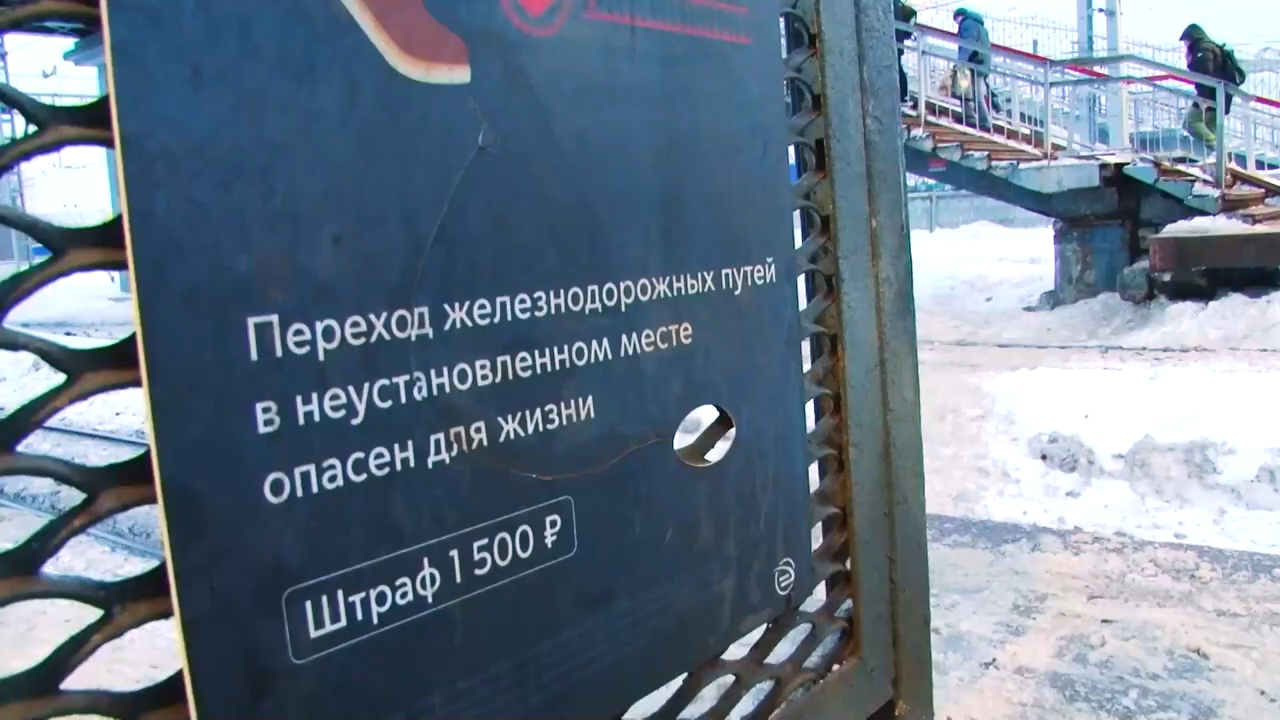 Переход железнодорожных путей
в неустановленном месте
опасен для жизни
Штраф 1 500 ₽